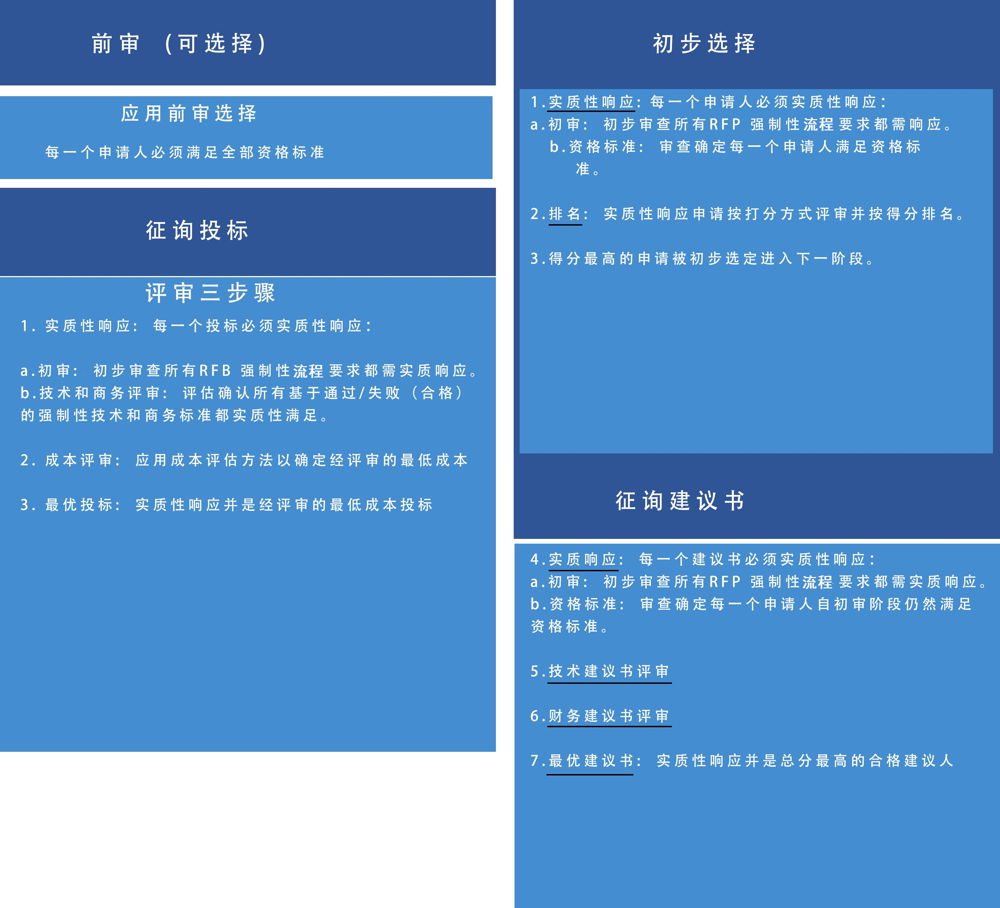 前审 (可选择)
应用前审选择
每一个申请人必须满足全部资格标准
征询投标
评审三步骤
1. 实质性响应: 每一个投标必须实质性响应:
a.初审: 初步审查所有RFB 强制性流程要求都需实质响应。
b.技术和商务评审: 评估确认所有基于通过/失败（合格）
的强制性技术和商务标准都实质性满足。
2. 成本评审: 应用成本评估方法以确定经评审的最低成本
3. 最优投标: 实质性响应并是经评审的最低成本投标
初步选择
1.实质性响应: 每一个申请人必须实质性响应:
a.初审: 初步审查所有RFP 强制性流程要求都需响应。
b.资格标准: 审查确定每一个申请人满足资格标
准。
2.排名: 实质性响应申请按打分方式评审并按得分排名。
3.得分最高的申请被初步选定进入下一阶段。
征询建议书
4.实质响应: 每一个建议书必须实质性响应:
a.初审: 初步审查所有RFP 强制性流程要求都需实质响应。
b.资格标准: 审查确定每一个申请人自初审阶段仍然满足
资格标准。
5.技术建议书评审
6.财务建议书评审
7.最优建议书: 实质性响应并是总分最高的合格建议人